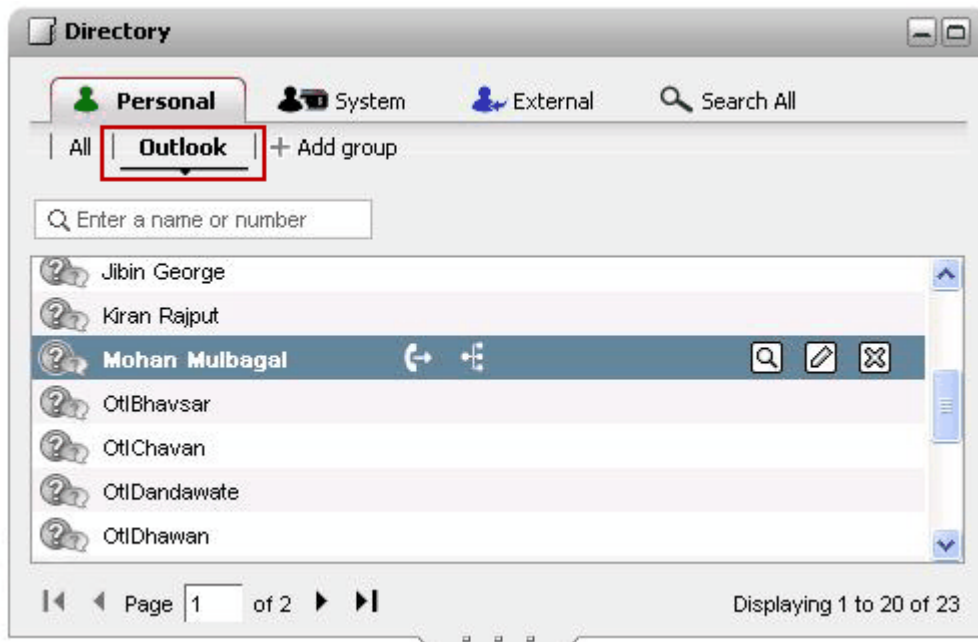 Directory
Personal System External Search All
All Outlook Add group
Enter a name or number
Jibin George
Kiran Rajput
Mohan Mulbagal
OtlBhavsar
OtlChavan
OtlDandawate
OtlDhawan
Page 1 of 2 Displaying 1 to 20 of 23